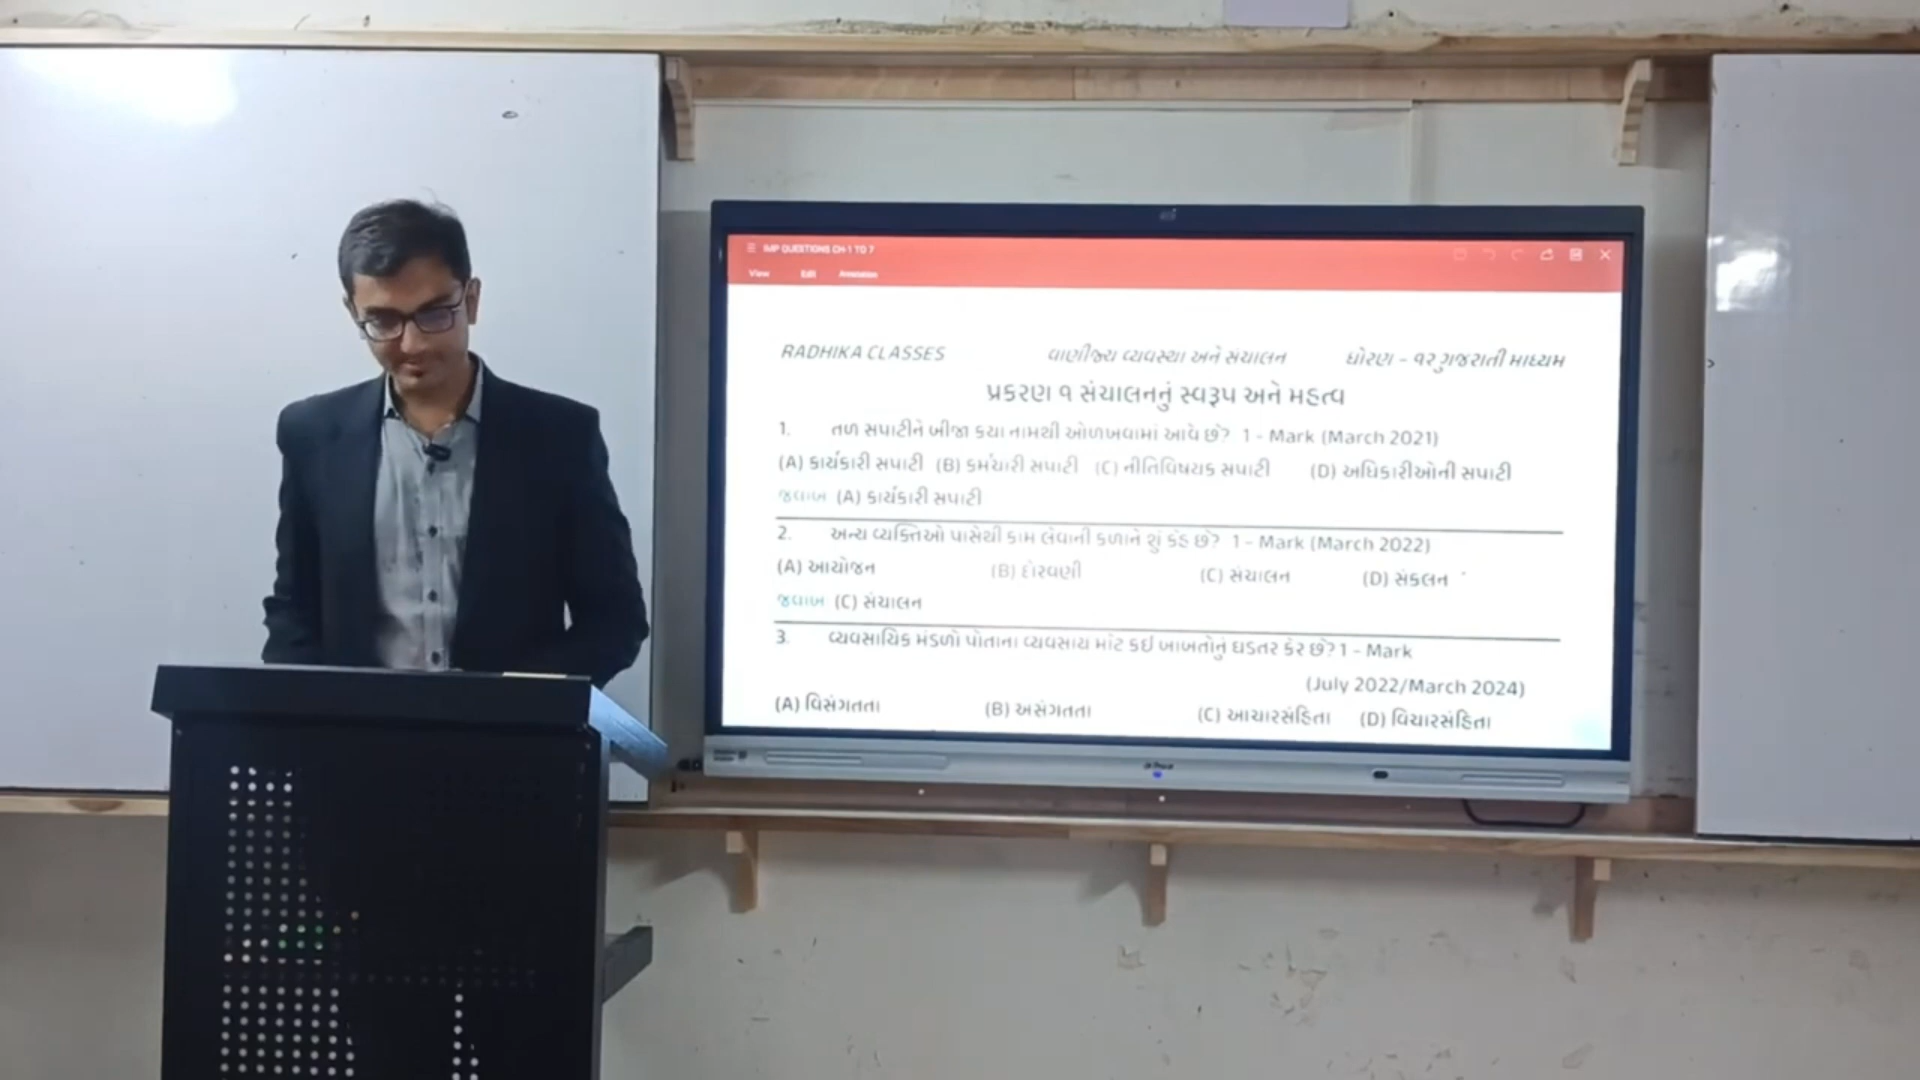 IMP QUESTIONS CH-1 TO 7
View Edit Annotation
RADHIKA CLASSES વાણીજ્ય વ્યવસ્થા અને સંચાલન ધોરણ - ૧૨ ગુજરાતી માધ્યમ
પ્રકરણ ૧ સંચાલનનું સ્વરૂપ અને મહત્વ
1. તળ સપાટીને બીજા કયા નામથી ઓળખવામાં આવે છે? 1 - Mark (March 2021)
(A) કાર્યકારી સપાટી (B) કર્મચારી સપાટી (C) નીતિવિષયક સપાટી (D) અધિકારીઓની સપાટી
જવાબ (A) કાર્યકારી સપાટી
2. અન્ય વ્યક્તિઓ પાસેથી કામ લેવાની કળાને શું કહે છે? 1 - Mark (March 2022)
(A) આયોજન (B) દોરવણી (C) સંચાલન (D) સંકલન
જવાબ (C) સંચાલન
3. વ્યવસાયિક મંડળો પોતાના વ્યવસાય માટે કઈ બાબતોનું ઘડતર કરે છે? 1 - Mark
(July 2022/March 2024)
(A) વિસંગતતા (B) અસંગતતા (C) આચારસંહિતા (D) વિચારસંહિતા